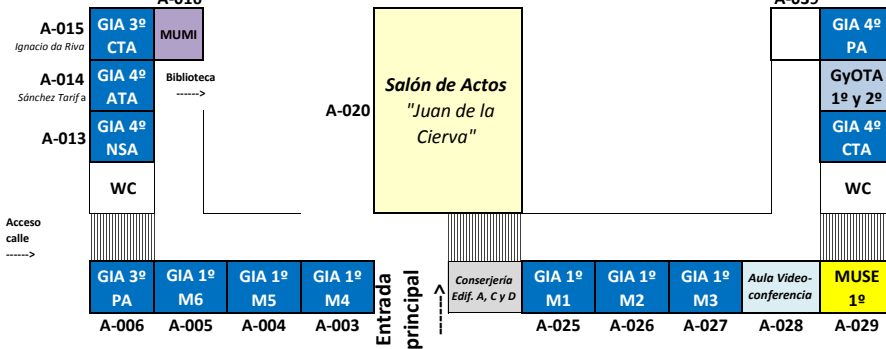 A-015
Ignacio da Riva
GIA 3º
CTA
MUMI
A-014
Sánchez Tarifa
GIA 4º
ATA
Biblioteca
------>
A-013
GIA 4º
NSA
WC
Acceso
calle
------>
A-020
Salón de Actos
"Juan de la
Cierva"
GIA 4º
PA
GyOTA
1º y 2º
GIA 4º
CTA
WC
GIA 3º
PA
GIA 1º
M6
GIA 1º
M5
GIA 1º
M4
Entrada
principal
---->
Conserjería
Edif. A, C y D
GIA 1º
M1
GIA 1º
M2
GIA 1º
M3
Aula Video-
conferencia
MUSE
1º
A-006
A-005
A-004
A-003
A-025
A-026
A-027
A-028
A-029